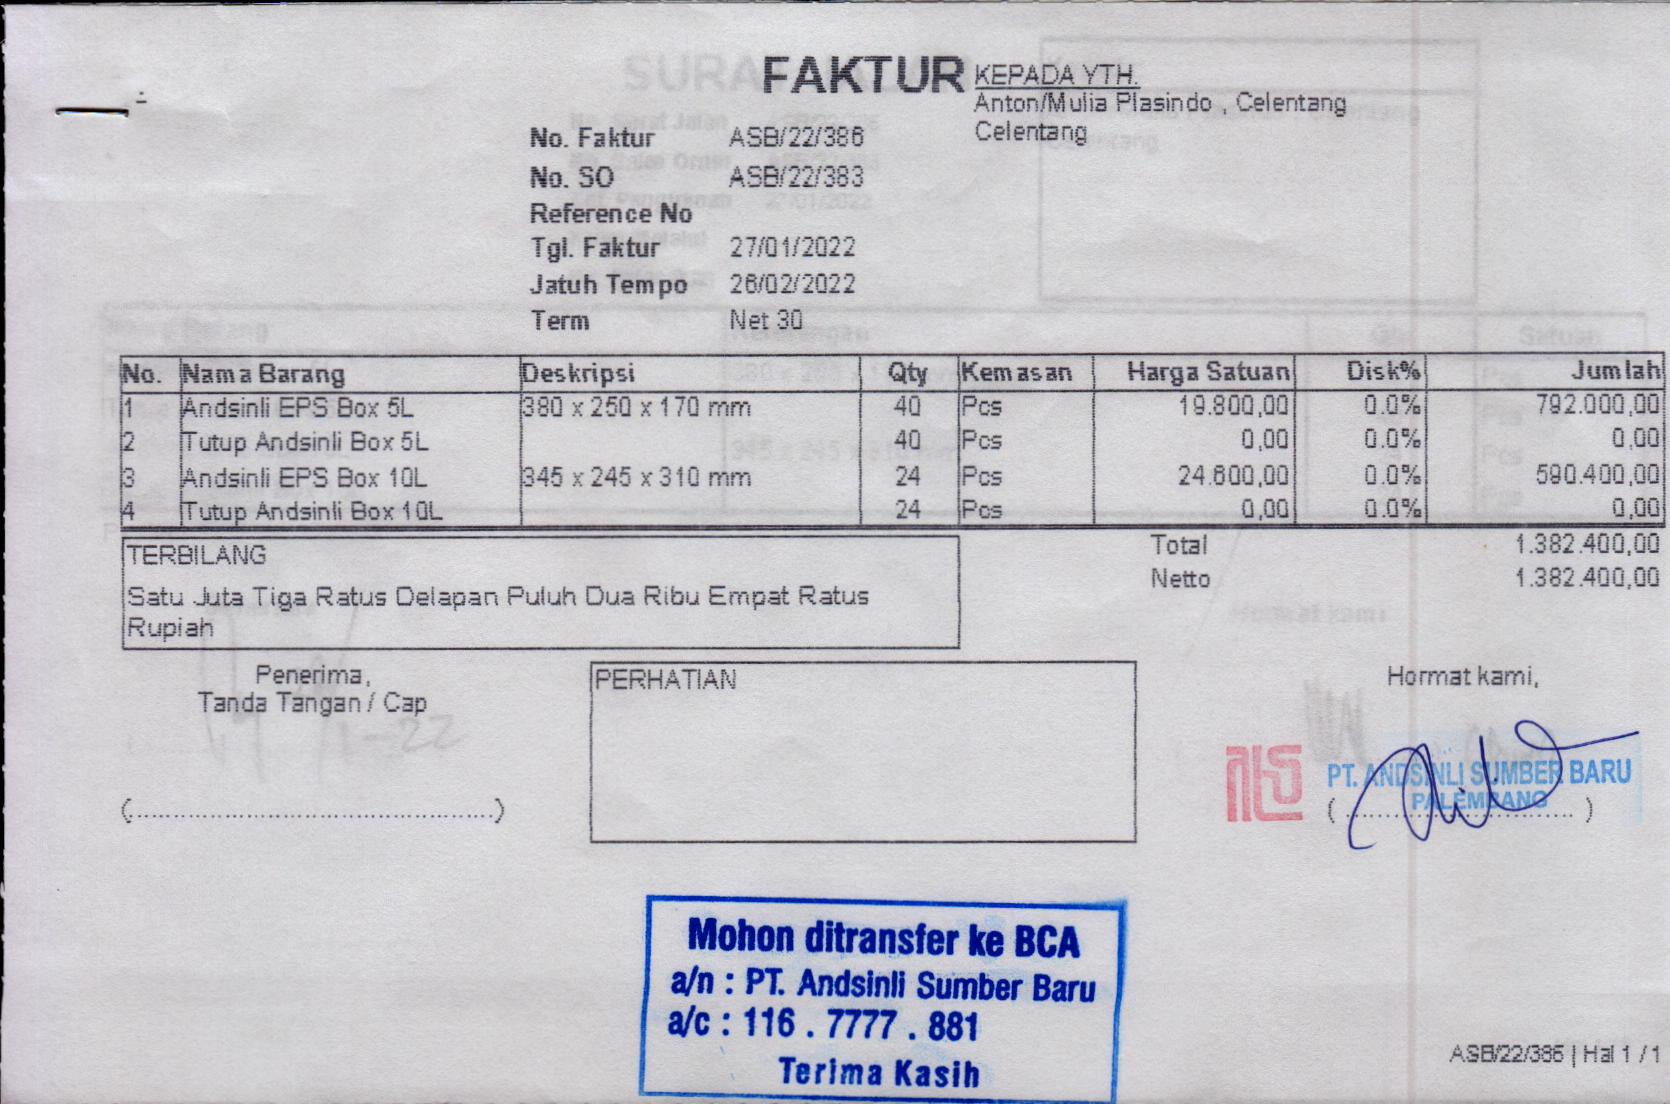 FAKTUR
KEPADA YTH.
Anton/Mulia Plasindo , Celentang
Celentang
No. Faktur ASB/22/386
No. SO ASB/22/383
Reference No
Tgl. Faktur 27/01/2022
Jatuh Tempo 26/02/2022
Term Net 30
No. Nama Barang Deskripsi Qty Kemasan Harga Satuan Disk% Jumlah
1 Andsinli EPS Box 5L 380 x 250 x 170 mm 40 Pcs 19.800,00 0.0% 792.000,00
2 Tutup Andsinli Box 5L 40 Pcs 0,00 0.0% 0,00
3 Andsinli EPS Box 10L 345 x 245 x 310 mm 24 Pcs 24.600,00 0.0% 590.400,00
4 Tutup Andsinli Box 10L 24 Pcs 0,00 0.0% 0,00
Total 1.382.400,00
Netto 1.382.400,00
TERBILANG
Satu Juta Tiga Ratus Delapan Puluh Dua Ribu Empat Ratus
Rupiah
Penerima,
Tanda Tangan / Cap
(................................................)
PERHATIAN
Hormat kami,
PT. ANDSINLI SUMBER BARU
PALEMBANG
(..............................)
Mohon ditransfer ke BCA
a/n : PT. Andsinli Sumber Baru
a/c : 116 . 7777 . 881
Terima Kasih
ASB/22/386 | Hal 1 / 1